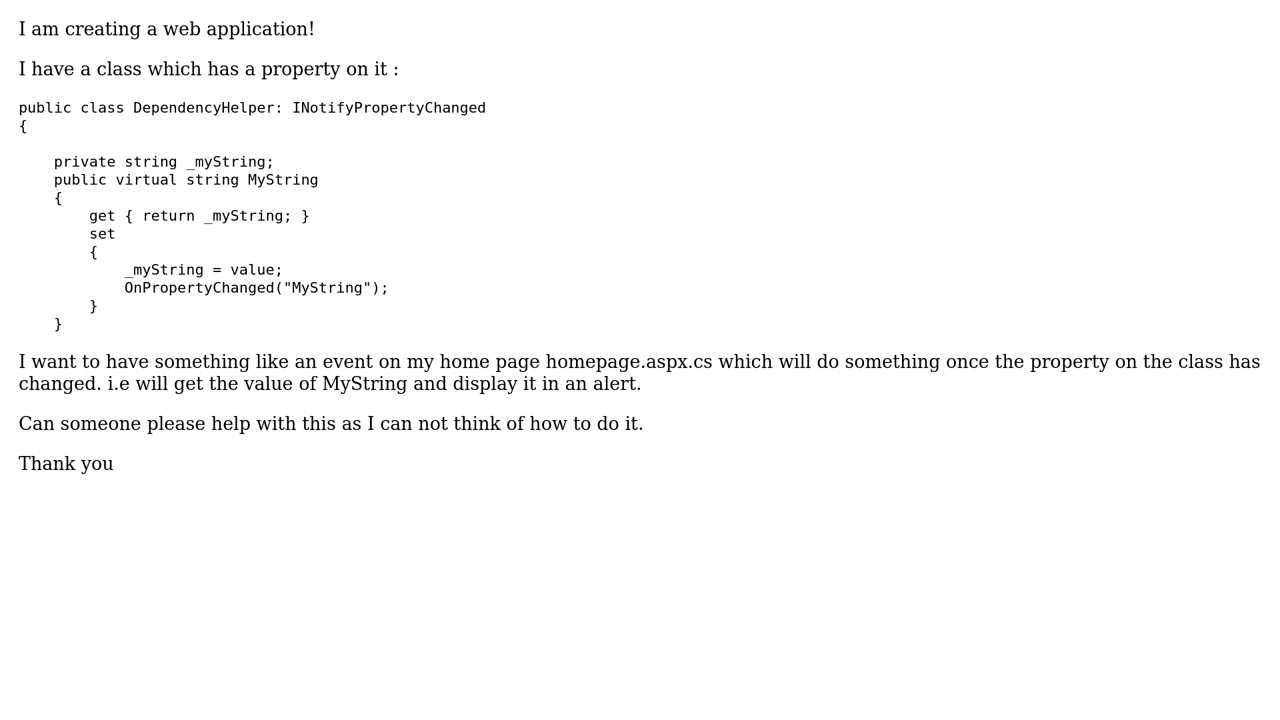 I am creating a web application!
I have a class which has a property on it :
public class DependencyHelper: INotifyPropertyChanged
{
    private string _myString;
    public virtual string MyString
    {
        get { return _myString; }
        set
        {
            _myString = value;
            OnPropertyChanged("MyString");
        }
    }
I want to have something like an event on my home page homepage.aspx.cs which will do something once the property on the class has
changed. i.e will get the value of MyString and display it in an alert.
Can someone please help with this as I can not think of how to do it.
Thank you